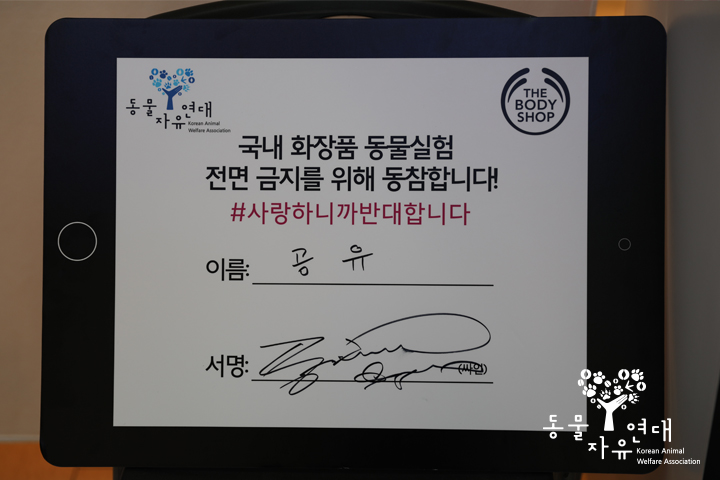 동물
자유연대
Korean Animal
Welfare Association
THE
BODY
SHOP
국내 화장품 동물실험
전면 금지를 위해 동참합니다!
#사랑하니까반대합니다
이름: 공 유
서명:
동물
자유연대
Korean Animal
Welfare Association